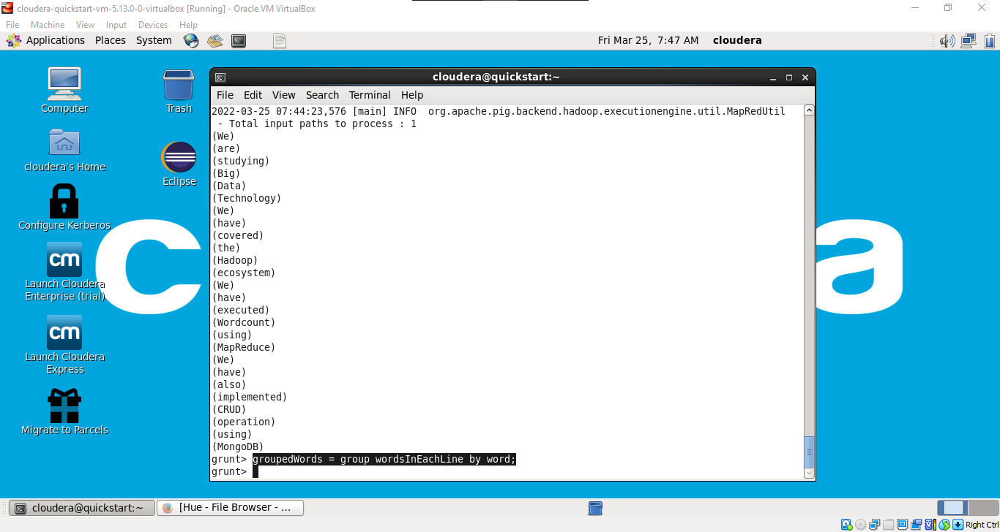 cloudera-quickstart-vm-5.13.0-0-virtualbox [Running] - Oracle VM VirtualBox
File Machine View Input Devices Help
Applications Places System Fri Mar 25, 7:47 AM cloudera
Computer
Trash
cloudera's Home
Eclipse
Configure Kerberos
cm
Launch Cloudera
Enterprise (trial)
cm
Launch Cloudera
Express
Migrate to Parcels
c
a
cloudera@quickstart:~
File Edit View Search Terminal Help
2022-03-25 07:44:23,576 [main] INFO  org.apache.pig.backend.hadoop.executionengine.util.MapRedUtil
- Total input paths to process : 1
(We)
(are)
(studying)
(Big)
(Data)
(Technology)
(We)
(have)
(covered)
(the)
(Hadoop)
(ecosystem)
(We)
(have)
(executed)
(Wordcount)
(using)
(MapReduce)
(We)
(have)
(also)
(implemented)
(CRUD)
(operation)
(using)
(MongoDB)
grunt> groupedWords = group wordsInEachLine by word;
grunt>
cloudera@quickstart:~ [Hue - File Browser - ...
Right Ctrl